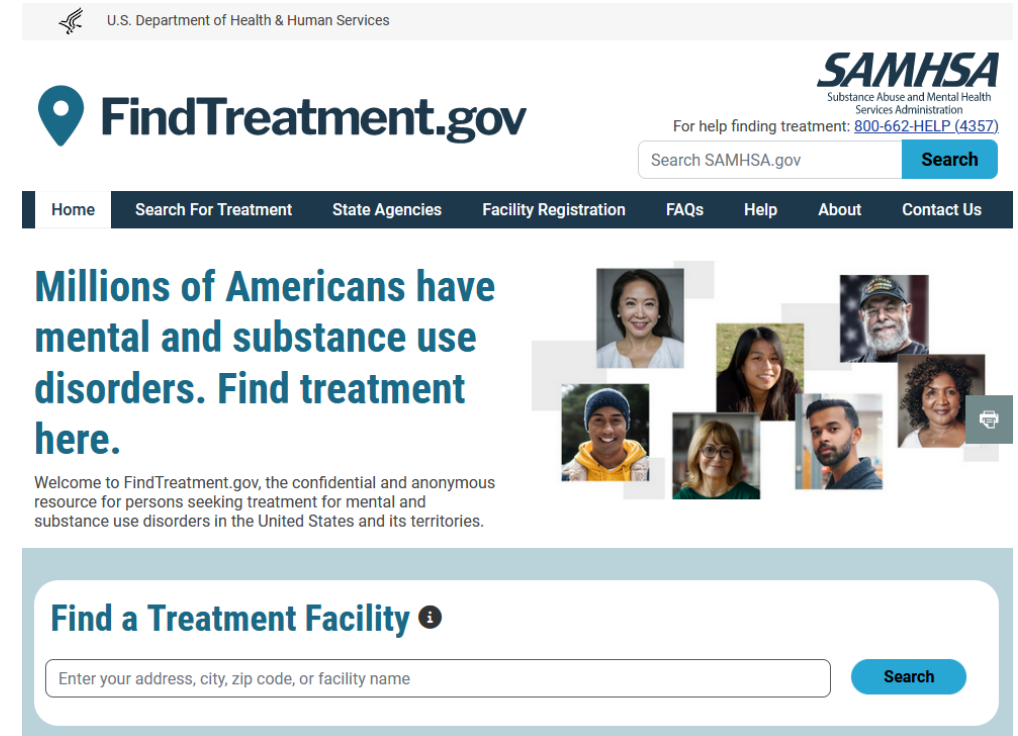 U.S. Department of Health & Human Services
SAMHSA
Substance Abuse and Mental Health
Services Administration
FindTreatment.gov
For help finding treatment: 800-662-HELP (4357)
Search SAMHSA.gov
Search
Home
Search For Treatment
State Agencies
Facility Registration
FAQs
Help
About
Contact Us
Millions of Americans have
mental and substance use
disorders. Find treatment
here.
Welcome to FindTreatment.gov, the confidential and anonymous
resource for persons seeking treatment for mental and
substance use disorders in the United States and its territories.
Find a Treatment Facility
Enter your address, city, zip code, or facility name
Search